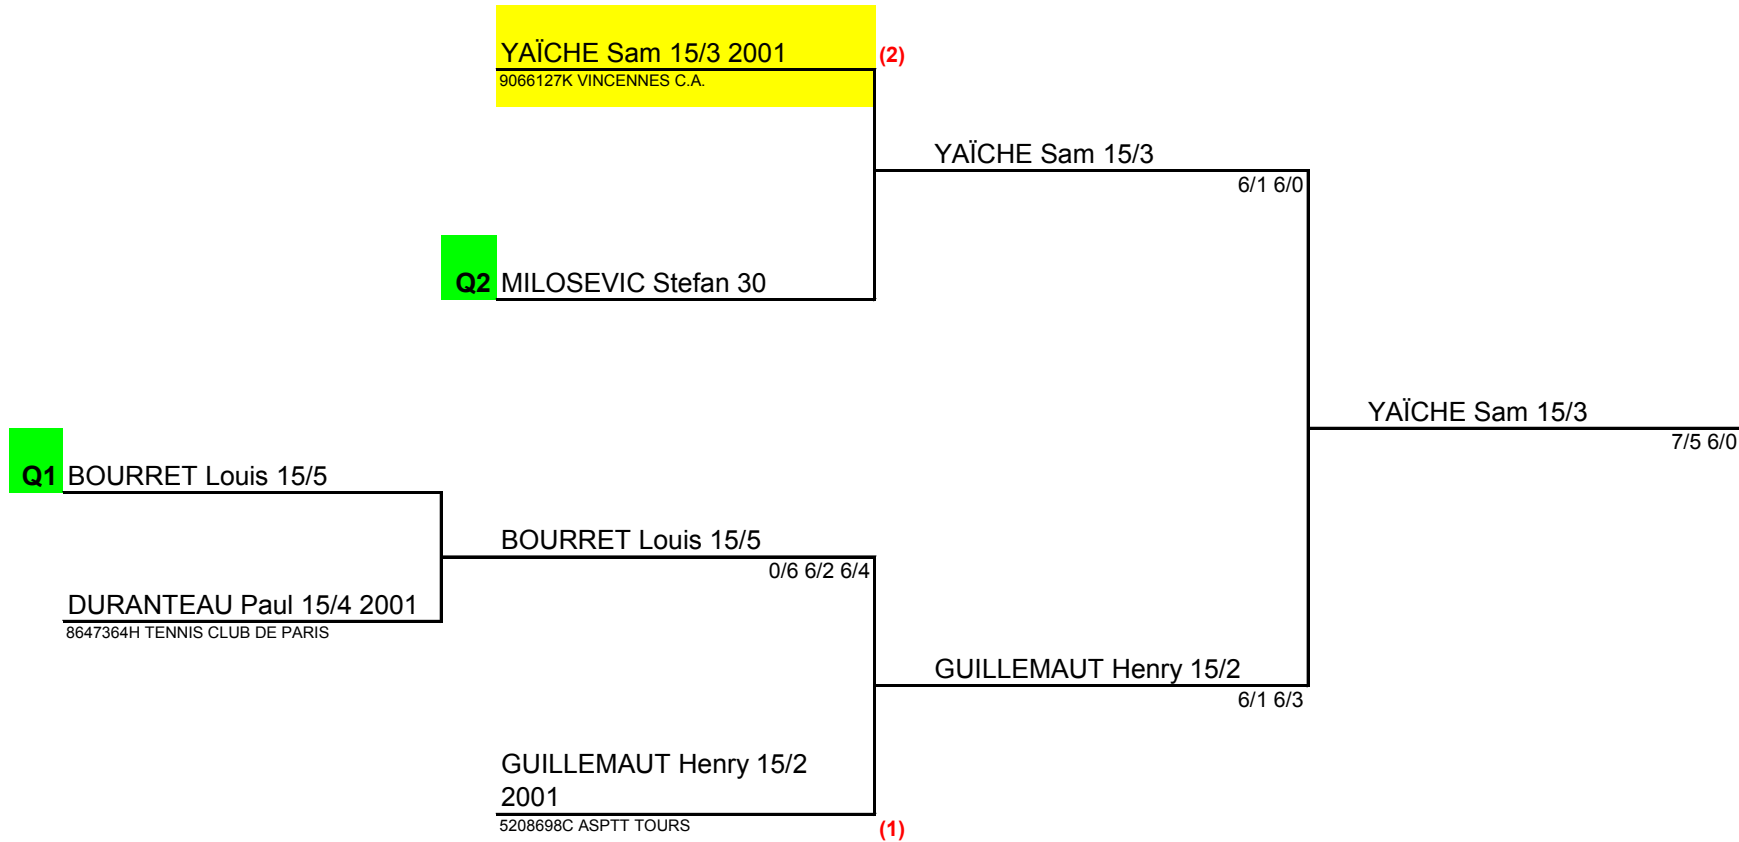 YAÏCHE Sam 15/3 2001
(2)
9066127K VINCENNES C.A.
YAÏCHE Sam 15/3
6/1 6/0
Q2 MILOSEVIC Stefan 30
YAÏCHE Sam 15/3
7/5 6/0
Q1 BOURRET Louis 15/5
BOURRET Louis 15/5
0/6 6/2 6/4
DURANTEAU Paul 15/4 2001
8647364H TENNIS CLUB DE PARIS
GUILLEMAUT Henry 15/2
6/1 6/3
GUILLEMAUT Henry 15/2
2001
5208698C ASPTT TOURS
(1)